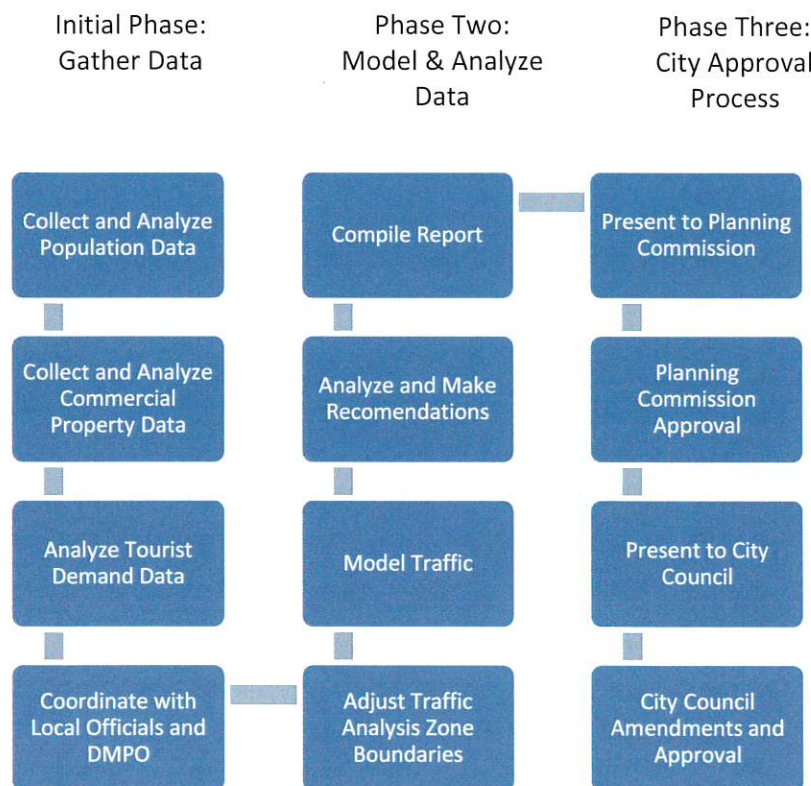 Initial Phase:
Gather Data
Phase Two:
Model & Analyze
Data
Phase Three:
City Approval
Process
Collect and Analyze
Population Data
Collect and Analyze
Commercial
Property Data
Analyze Tourist
Demand Data
Coordinate with
Local Officials and
DMPO
Compile Report
Analyze and Make
Recomendations
Model Traffic
Adjust Traffic
Analysis Zone
Boundaries
Present to Planning
Commission
Planning
Commission
Approval
Present to City
Council
City Council
Amendments and
Approval